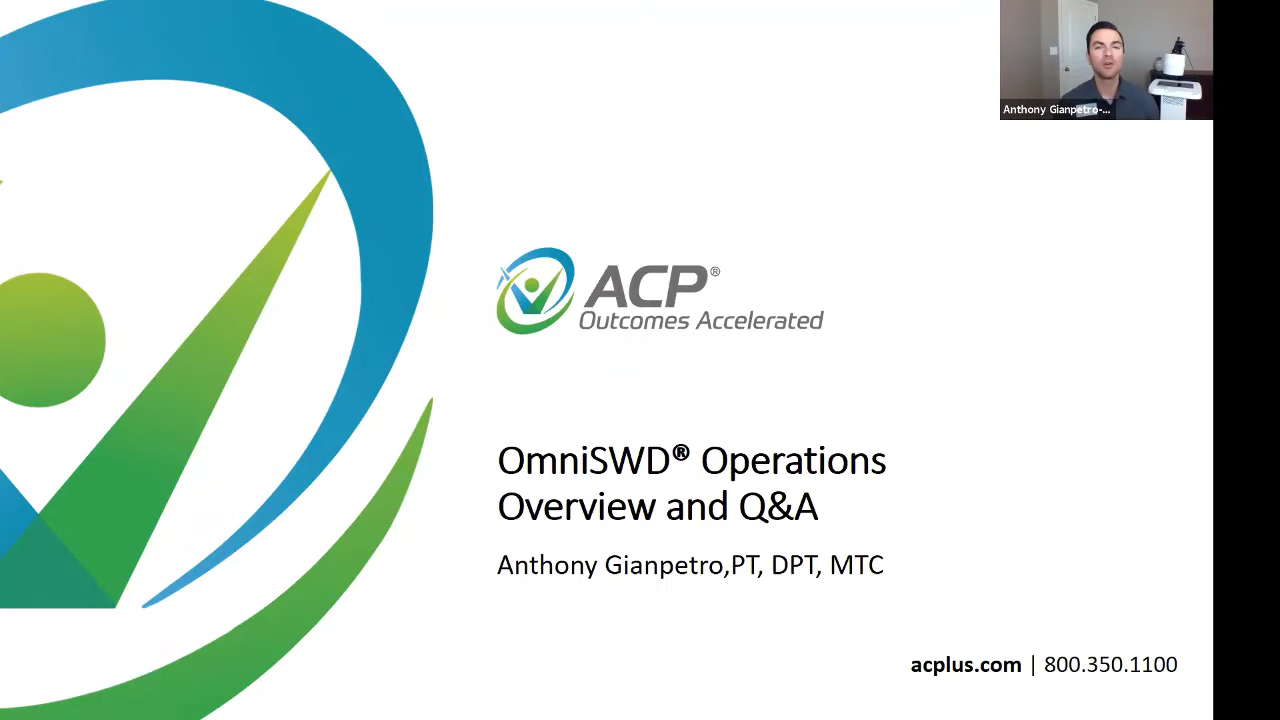 Anthony Gianpetro-...
ACP®
Outcomes Accelerated
OmniSWD® Operations
Overview and Q&A
Anthony Gianpetro,PT, DPT, MTC
acplus.com | 800.350.1100